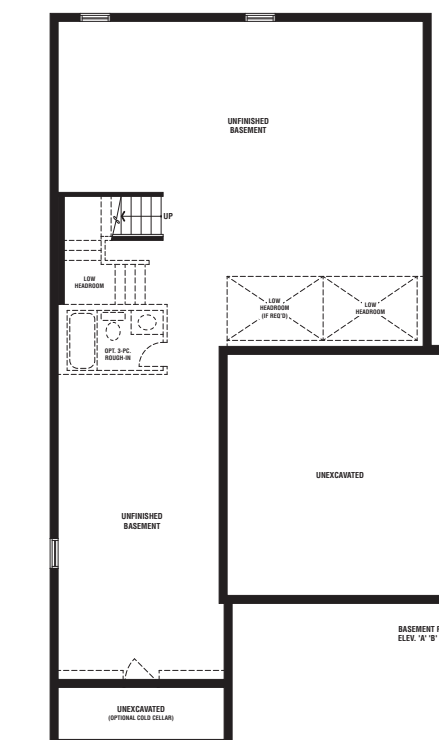 UNFINISHED
BASEMENT
UP
LOW
HEADROOM
LOW
HEADROOM
(IF REQ'D)
LOW
HEADROOM
OPT. 3-PC.
ROUGH-IN
UNEXCAVATED
UNFINISHED
BASEMENT
BASEMENT
ELEV. 'A' 'B'
UNEXCAVATED
(OPTIONAL COLD CELLAR)